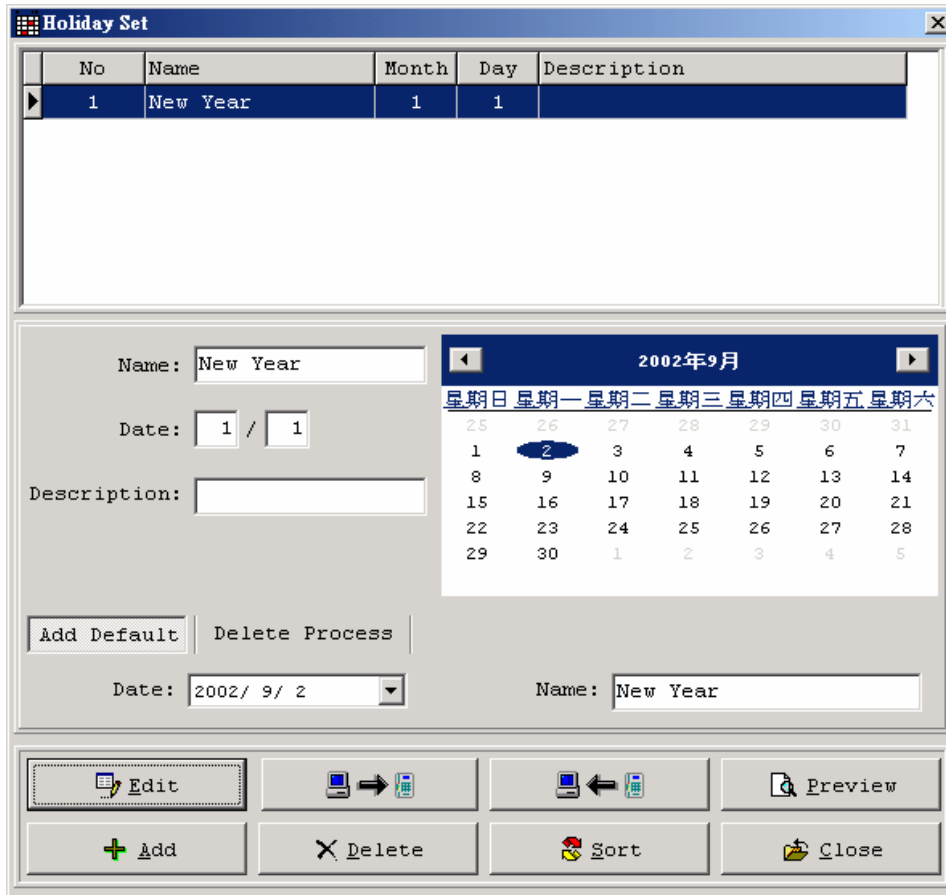 Holiday Set
No Name Month Day Description
1 New Year 1 1
Name: New Year
Date: 1 / 1
Description:
2002年9月
星期日 星期一 星期二 星期三 星期四 星期五 星期六
25 26 27 28 29 30 31
1 2 3 4 5 6 7
8 9 10 11 12 13 14
15 16 17 18 19 20 21
22 23 24 25 26 27 28
29 30 1 2 3 4 5
Add Default Delete Process
Date: 2002/ 9/ 2 Name: New Year
Edit Preview
Add Delete Sort Close